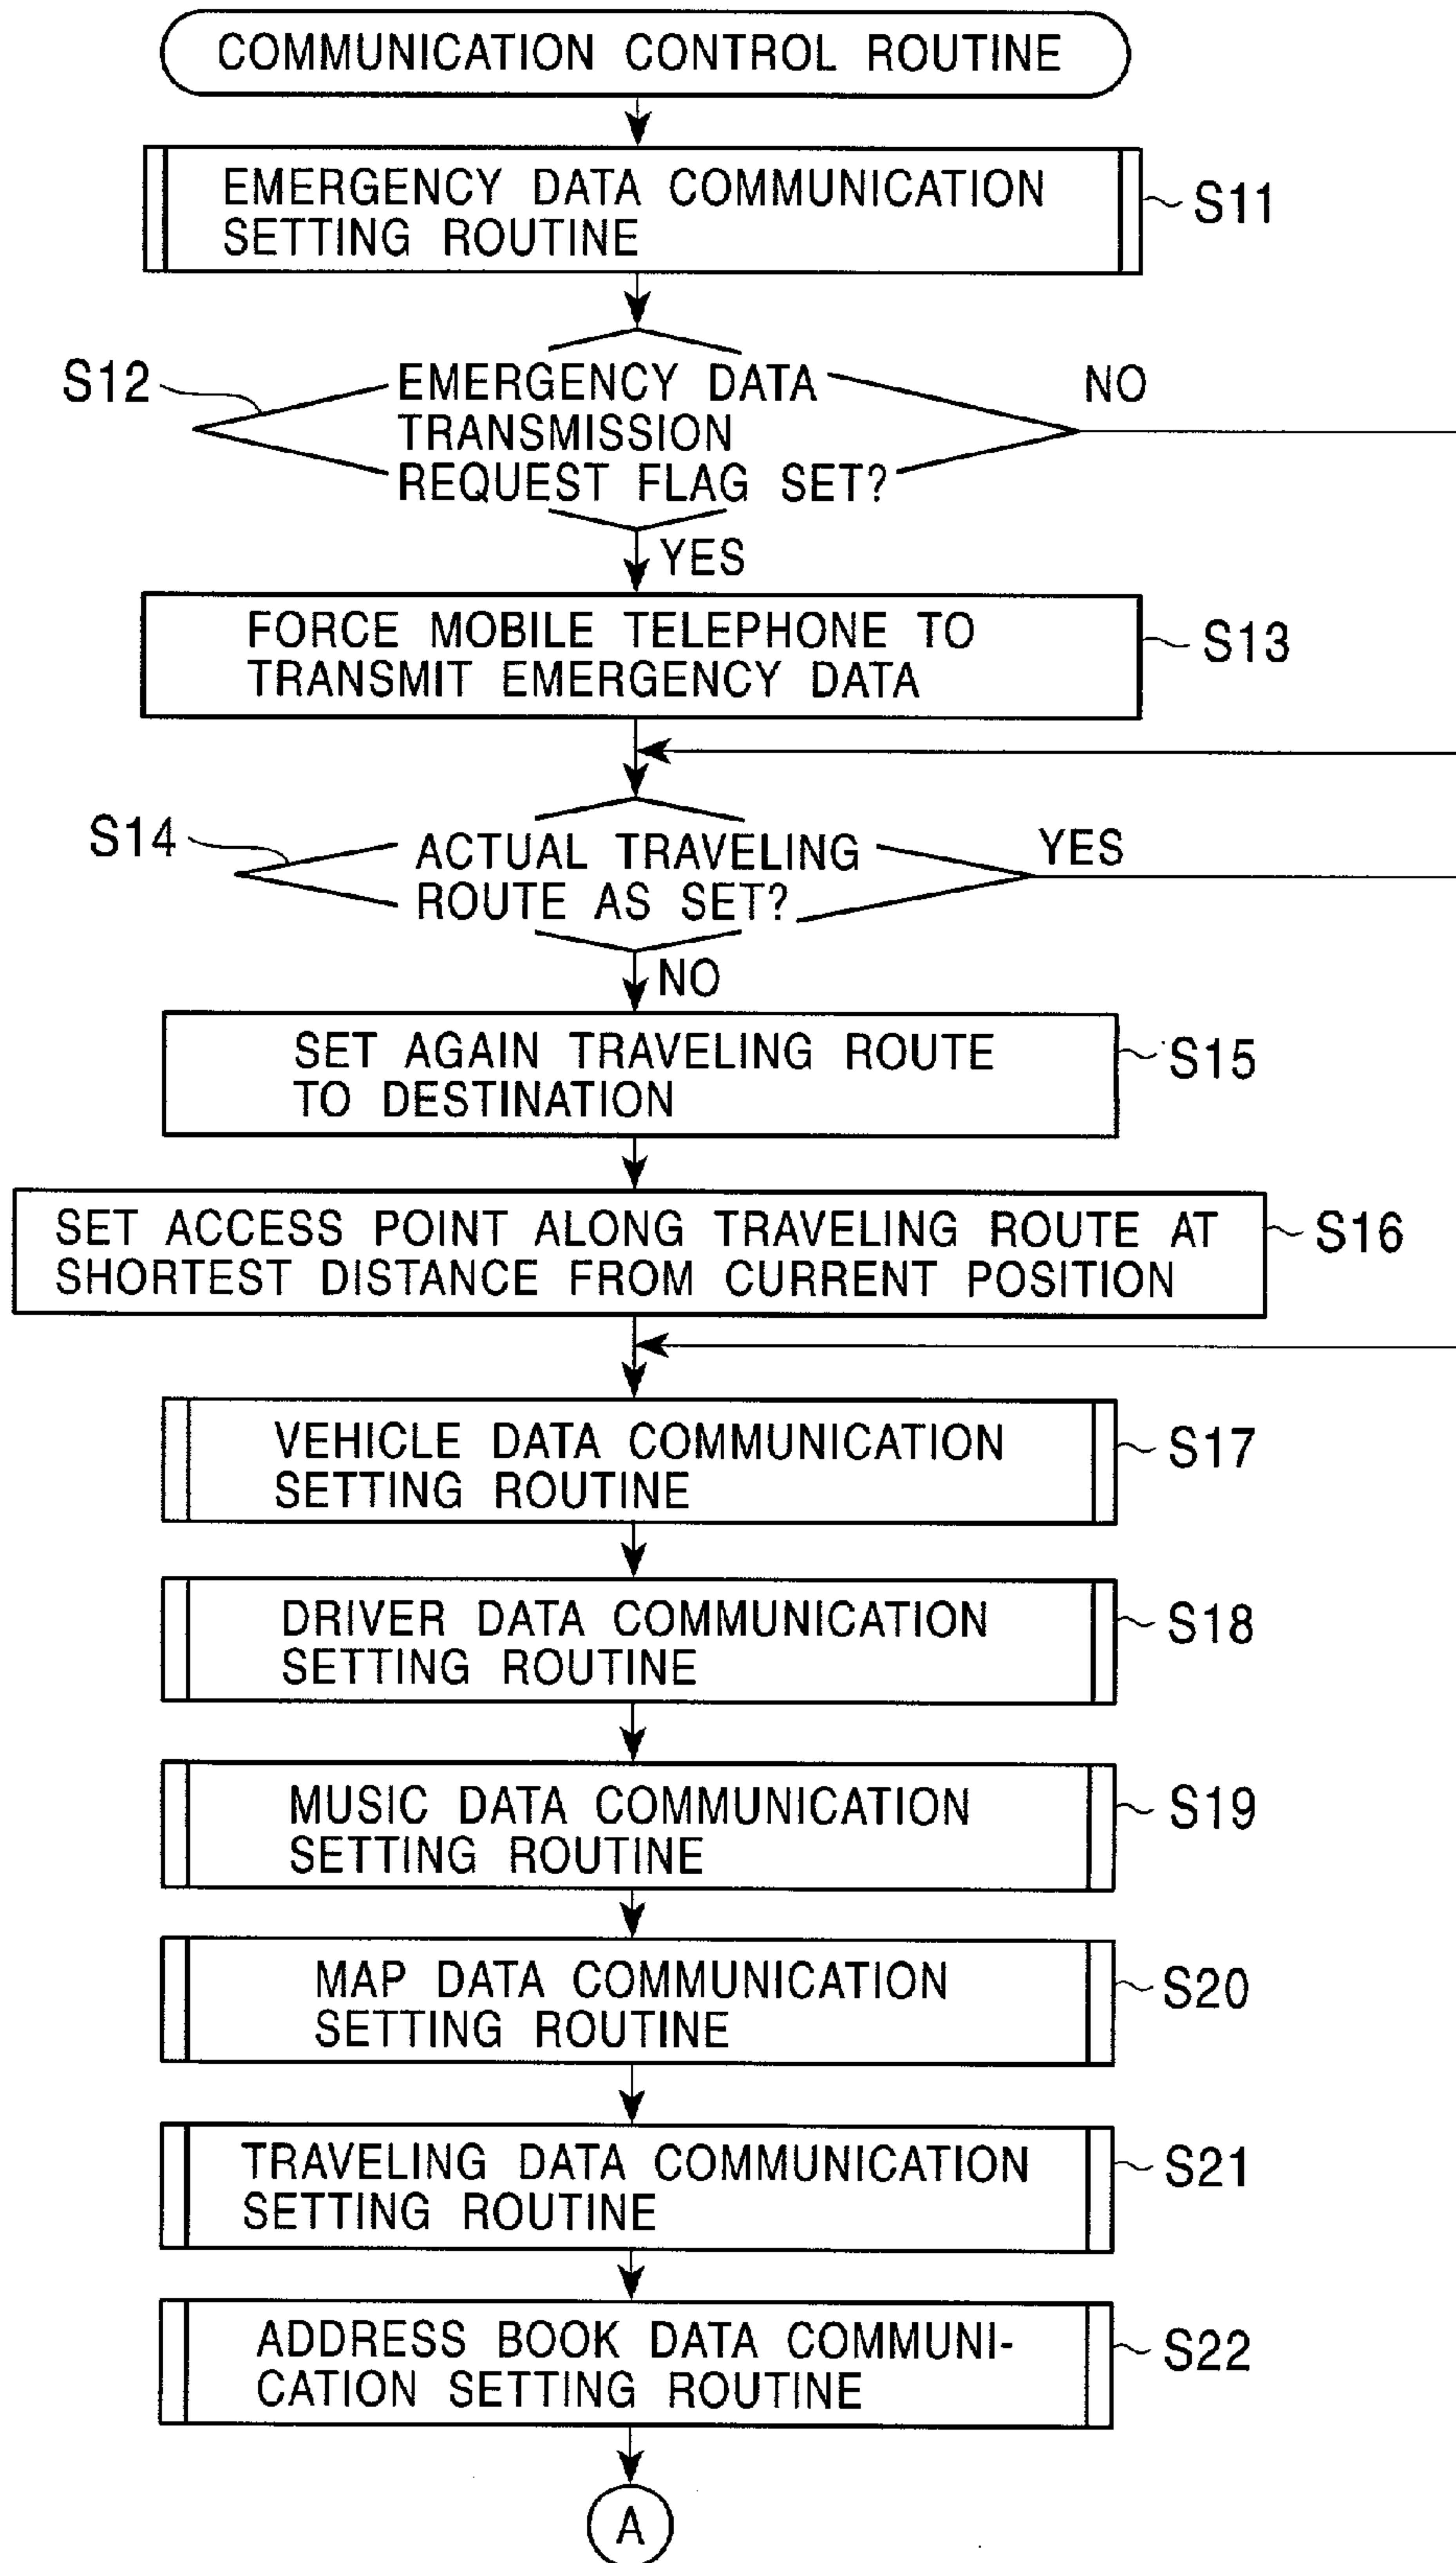 COMMUNICATION CONTROL ROUTINE
EMERGENCY DATA COMMUNICATION
SETTING ROUTINE
S11
S12
EMERGENCY DATA
TRANSMISSION
REQUEST FLAG SET?
NO
YES
FORCE MOBILE TELEPHONE TO
TRANSMIT EMERGENCY DATA
S13
S14
ACTUAL TRAVELING
ROUTE AS SET?
YES
NO
SET AGAIN TRAVELING ROUTE
TO DESTINATION
S15
SET ACCESS POINT ALONG TRAVELING ROUTE AT
SHORTEST DISTANCE FROM CURRENT POSITION
S16
VEHICLE DATA COMMUNICATION
SETTING ROUTINE
S17
DRIVER DATA COMMUNICATION
SETTING ROUTINE
S18
MUSIC DATA COMMUNICATION
SETTING ROUTINE
S19
MAP DATA COMMUNICATION
SETTING ROUTINE
S20
TRAVELING DATA COMMUNICATION
SETTING ROUTINE
S21
ADDRESS BOOK DATA COMMUNI-
CATION SETTING ROUTINE
S22
A